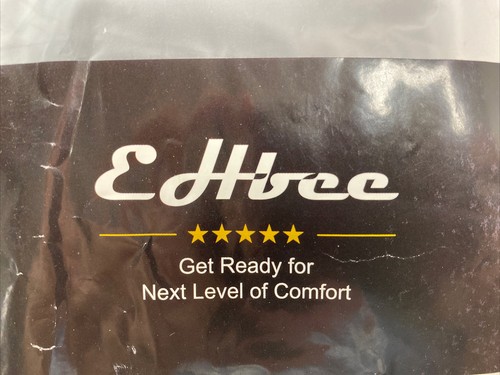 EHbee
Get Ready for
Next Level of Comfort